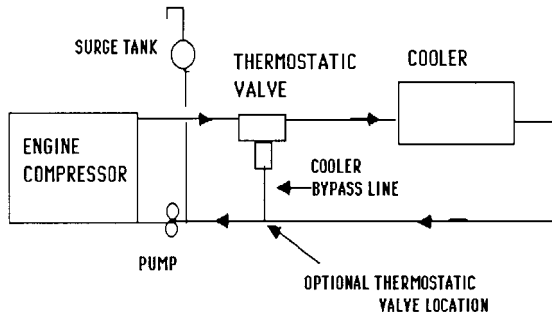 SURGE TANK
THERMOSTATIC
VALVE
COOLER
ENGINE
COMPRESSOR
COOLER
BYPASS LINE
PUMP
OPTIONAL THERMOSTATIC
VALVE LOCATION